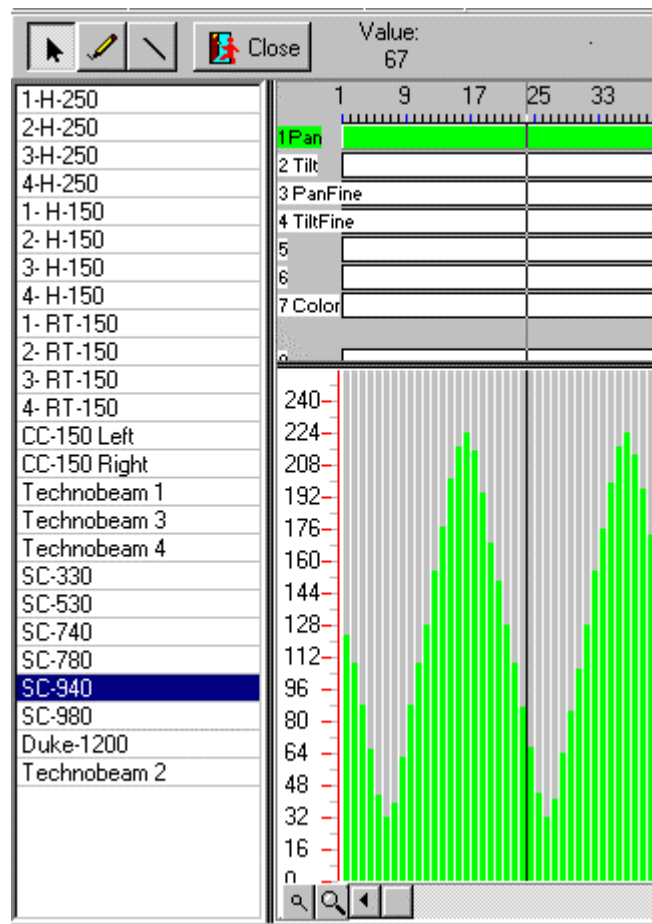 Close
Value:
67
1-H-250
2-H-250
3-H-250
4-H-250
1- H-150
2- H-150
3- H-150
4- H-150
1- RT-150
2- RT-150
3- RT-150
4- RT-150
CC-150 Left
CC-150 Right
Technobeam 1
Technobeam 3
Technobeam 4
SC-330
SC-530
SC-740
SC-780
SC-940
SC-980
Duke-1200
Technobeam 2
1 9 17 25 33
1 Pan
2 Tilt
3 PanFine
4 TiltFine
5
6
7 Color
240
224
208
192
176
160
144
128
112
96
80
64
48
32
16
0